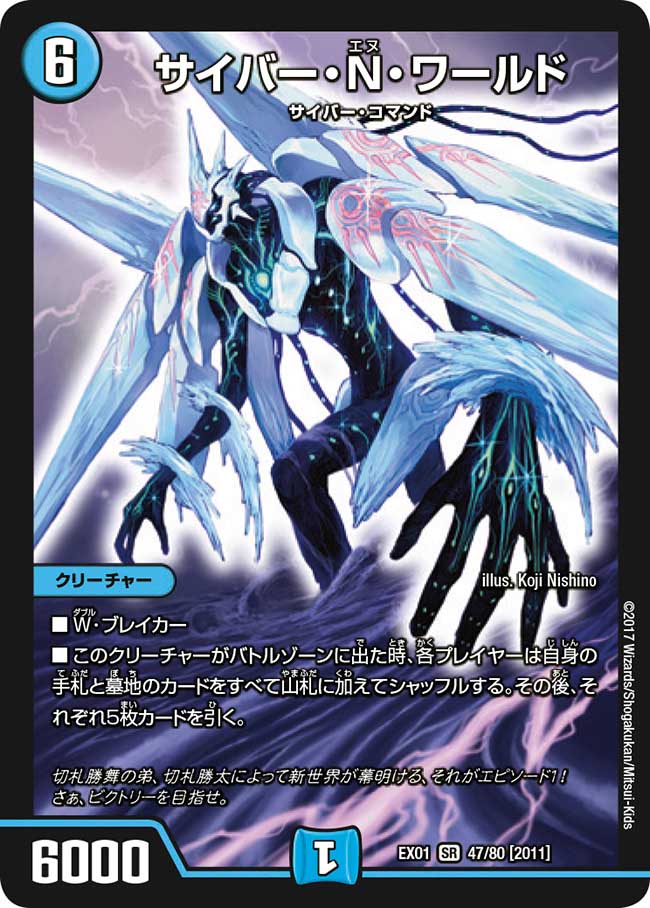 6
サイバー・N・ワールド
エヌ
サイバー・コマンド
クリーチャー
illus. Koji Nishino
■W・ブレイカー
ダブル
■このクリーチャーがバトルゾーンに出た時、各プレイヤーは自身の
手札と墓地のカードをすべて山札に加えてシャッフルする。その後、そ
れぞれ5枚カードを引く。
切札勝舞の弟、切札勝太によって新世界が幕明ける、それがエピソード1！
さぁ、ビクトリーを目指せ。
©2017 Wizards/Shogakukan/Mitsui-Kids
6000
1
EX01 SR 47/80 [2011]